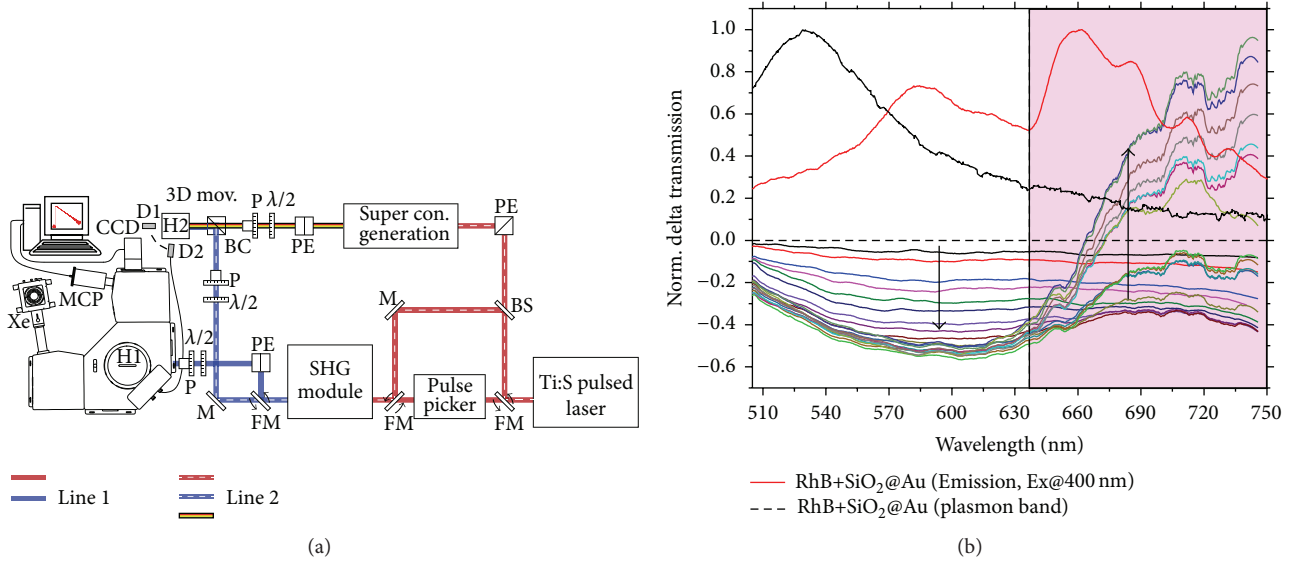 3D mov.
D1
H2
P
λ/2
CCD
D2
BC
PE
Super con.
generation
PE
MCP
P
λ/2
M
BS
Xe
λ/2
PE
H1
P
M
FM
SHG
module
FM
Pulse
picker
FM
Ti:S pulsed
laser
Line 1
Line 2
(a)
Norm. delta transmission
1.0
0.8
0.6
0.4
0.2
0.0
−0.2
−0.4
−0.6
510 540 570 600 630 660 690 720 750
Wavelength (nm)
RhB+SiO₂@Au (Emission, Ex@400 nm)
RhB+SiO₂@Au (plasmon band)
(b)